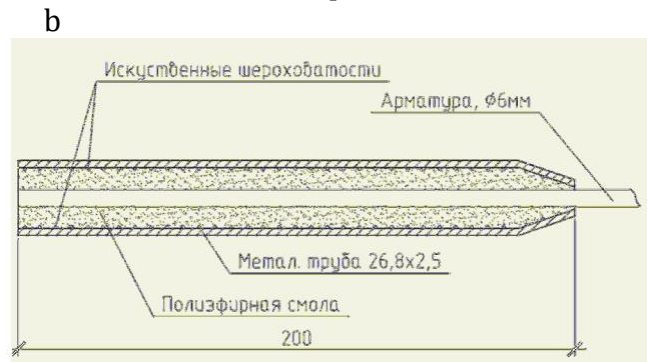 b
Искуственные шероховатости
Арматура, Ф6мм
Метал. труба 26,8х2,5
Полиэфирная смола
200